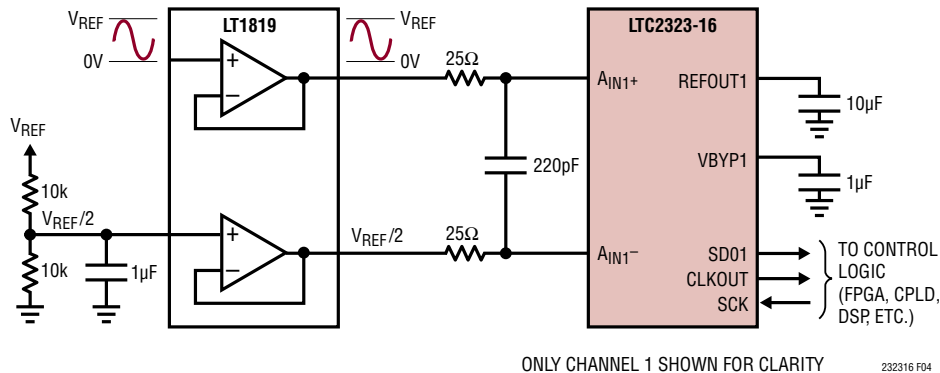 LT1819
LTC2323-16
VREF
0V
VREF
0V
25Ω
AIN1+
REFOUT1
10µF
VREF
10k
VREF/2
10k
1µF
220pF
VBYP1
1µF
VREF/2
25Ω
AIN1–
SD01
CLKOUT
SCK
TO CONTROL
LOGIC
(FPGA, CPLD,
DSP, ETC.)
+
–
+
–
ONLY CHANNEL 1 SHOWN FOR CLARITY
232316 F04